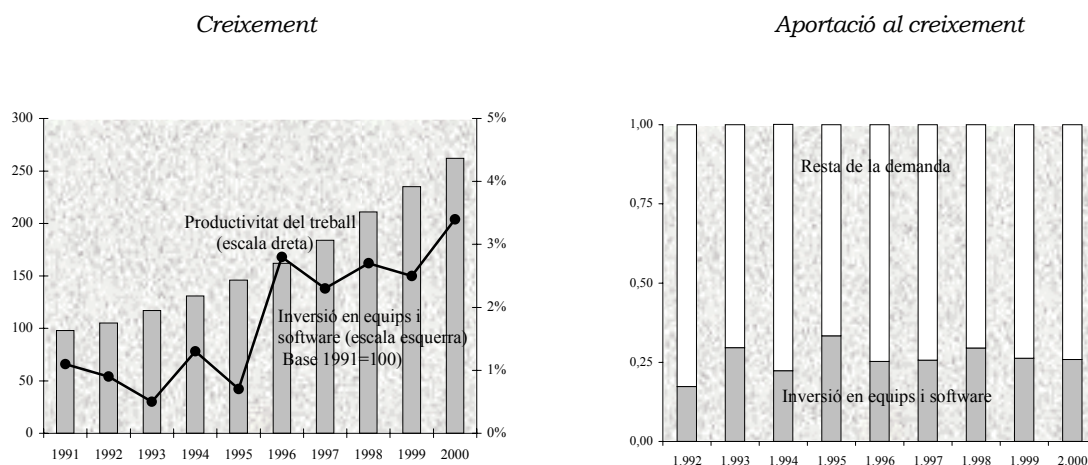 Creixement
300
250
200
150
100
50
0
5%
4%
3%
2%
1%
0%
Productivitat del treball
(escala dreta)
Inversió en equips i
software (escala esquerra)
Base 1991=100)
1991 1992 1993 1994 1995 1996 1997 1998 1999 2000
Aportació al creixement
1,00
0,75
0,50
0,25
0,00
Resta de la demanda
Inversió en equips i software
1.992 1.993 1.994 1.995 1.996 1.997 1.998 1.999 2.000